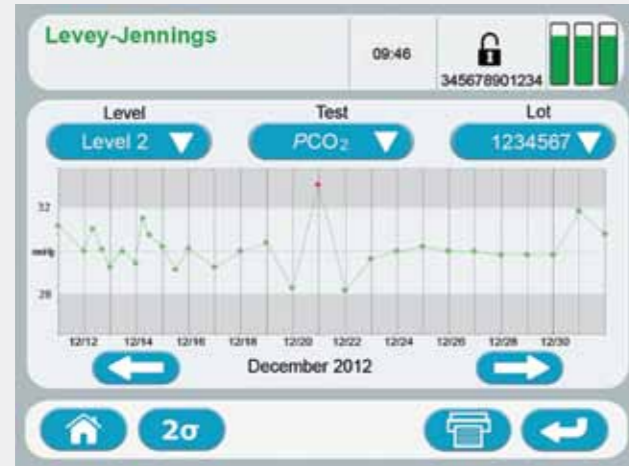 Levey-Jennings
09:46
345678901234
Level
Test
Lot
Level 2
PCO₂
1234567
32
mmHg
28
12/12 12/14 12/16 12/18 12/20 12/22 12/24 12/26 12/28 12/30
December 2012
2σ